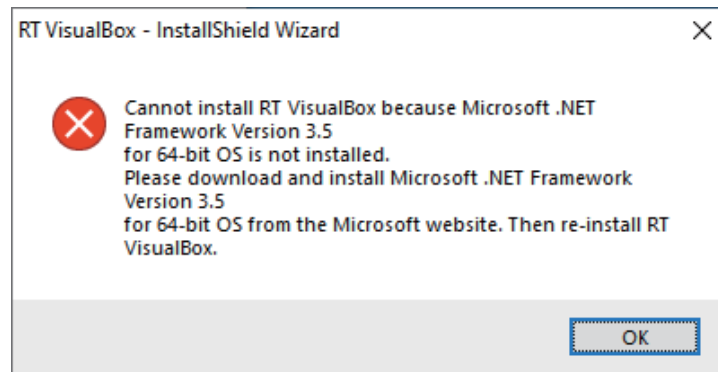 RT VisualBox - InstallShield Wizard
Cannot install RT VisualBox because Microsoft .NET
Framework Version 3.5
for 64-bit OS is not installed.
Please download and install Microsoft .NET Framework
Version 3.5
for 64-bit OS from the Microsoft website. Then re-install RT
VisualBox.
OK